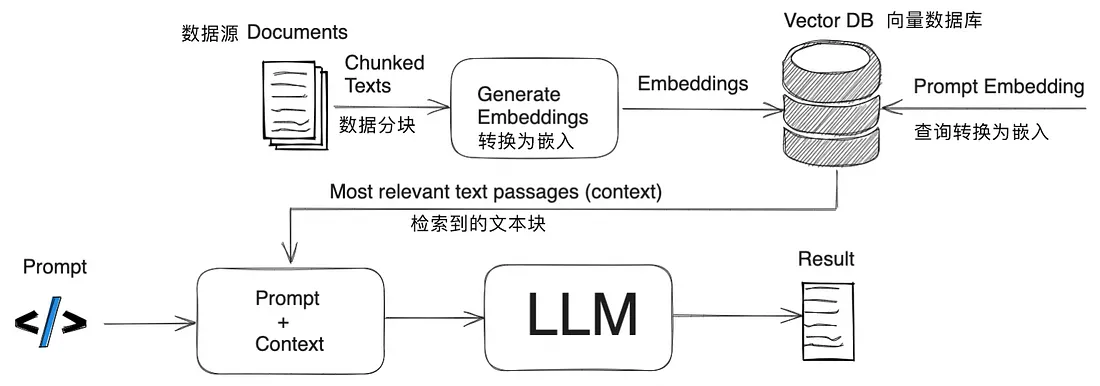 Vector DB 向量数据库
数据源 Documents
Chunked
Texts
数据分块
Generate
Embeddings
转换为嵌入
Embeddings
Prompt Embedding
查询转换为嵌入
Most relevant text passages (context)
检索到的文本块
Prompt
</>
Prompt
+
Context
LLM
Result